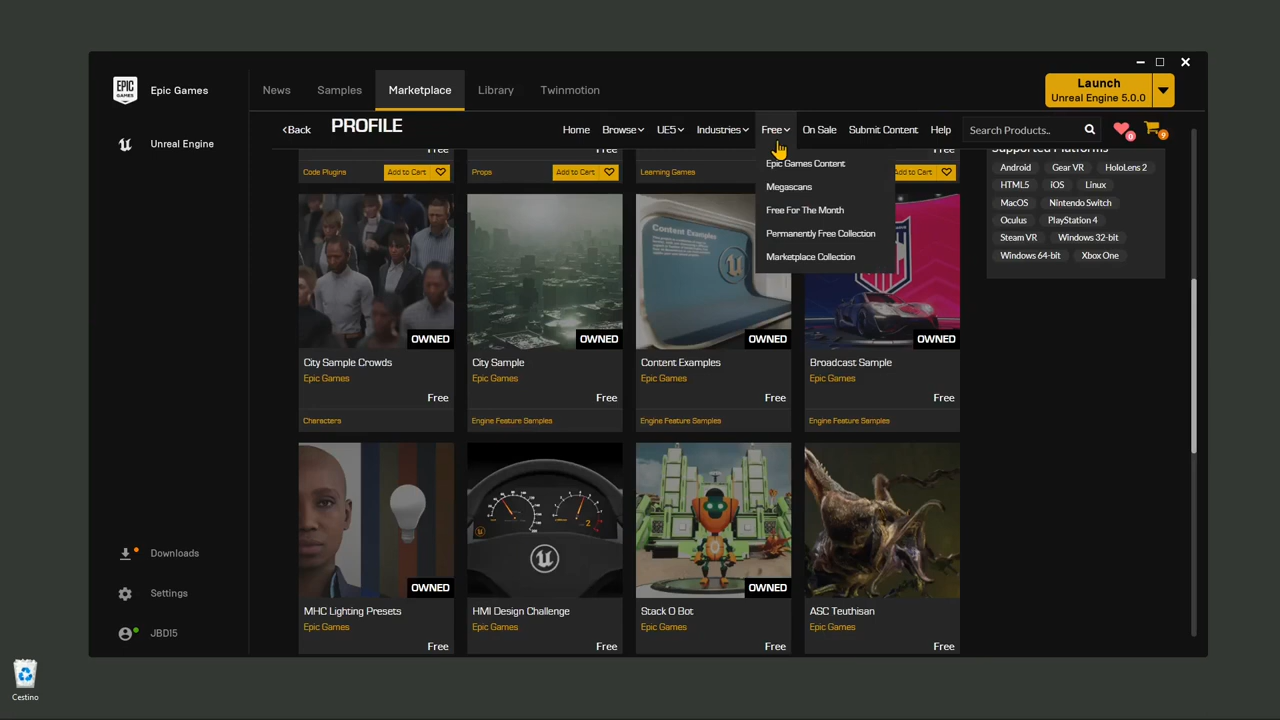 EPIC GAMES
Epic Games
News
Samples
Marketplace
Library
Twinmotion
Launch
Unreal Engine 5.0.0
Unreal Engine
Back
PROFILE
Home
Browse
UE5
Industries
Free
On Sale
Submit Content
Help
Search Products..
0
9
Epic Games Content
Megascans
Free For The Month
Permanently Free Collection
Marketplace Collection
Free
Free
Free
Code Plugins
Add to Cart
Props
Add to Cart
Learning Games
Add to Cart
Supported Platforms
Android
Gear VR
HoloLens 2
HTML5
iOS
Linux
MacOS
Nintendo Switch
Oculus
PlayStation 4
Steam VR
Windows 32-bit
Windows 64-bit
Xbox One
Content Examples
OWNED
OWNED
OWNED
OWNED
City Sample Crowds
City Sample
Content Examples
Broadcast Sample
Epic Games
Epic Games
Epic Games
Epic Games
Free
Free
Free
Free
Characters
Engine Feature Samples
Engine Feature Samples
Engine Feature Samples
OWNED
OWNED
MHC Lighting Presets
HMI Design Challenge
Stack O Bot
ASC Teuthisan
Epic Games
Epic Games
Epic Games
Epic Games
Free
Free
Free
Free
Downloads
Settings
JBD15
Cestino